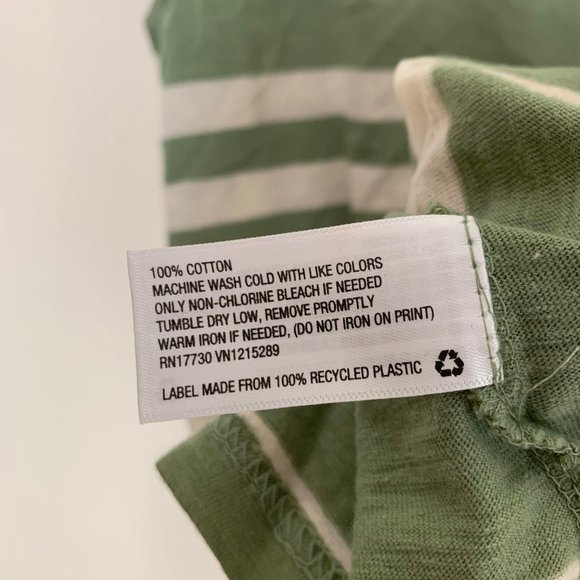 100% COTTON
MACHINE WASH COLD WITH LIKE COLORS
ONLY NON-CHLORINE BLEACH IF NEEDED
TUMBLE DRY LOW, REMOVE PROMPTLY
WARM IRON IF NEEDED, (DO NOT IRON ON PRINT)
RN17730 VN1215289
LABEL MADE FROM 100% RECYCLED PLASTIC